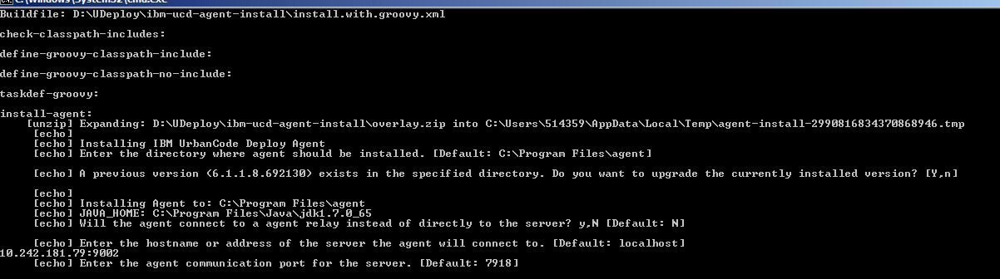 C:\Windows\System32\cmd.exe
Buildfile: D:\UDeploy\ibm-ucd-agent-install\install.with.groovy.xml
check-classpath-includes:
define-groovy-classpath-include:
define-groovy-classpath-no-include:
taskdef-groovy:
install-agent:
[unzip] Expanding: D:\UDeploy\ibm-ucd-agent-install\overlay.zip into C:\Users\514359\AppData\Local\Temp\agent-install-2990816834370868946.tmp
[echo]
[echo] Installing IBM UrbanCode Deploy Agent
[echo] Enter the directory where agent should be installed. [Default: C:\Program Files\agent]
[echo] A previous version (6.1.1.8.692130) exists in the specified directory. Do you want to upgrade the currently installed version? [Y,n]
[echo]
[echo] Installing Agent to: C:\Program Files\agent
[echo] JAVA_HOME: C:\Program Files\Java\jdk1.7.0_65
[echo] Will the agent connect to a agent relay instead of directly to the server? y,N [Default: N]
[echo] Enter the hostname or address of the server the agent will connect to. [Default: localhost]
10.242.181.79:9002
[echo] Enter the agent communication port for the server. [Default: 7918]